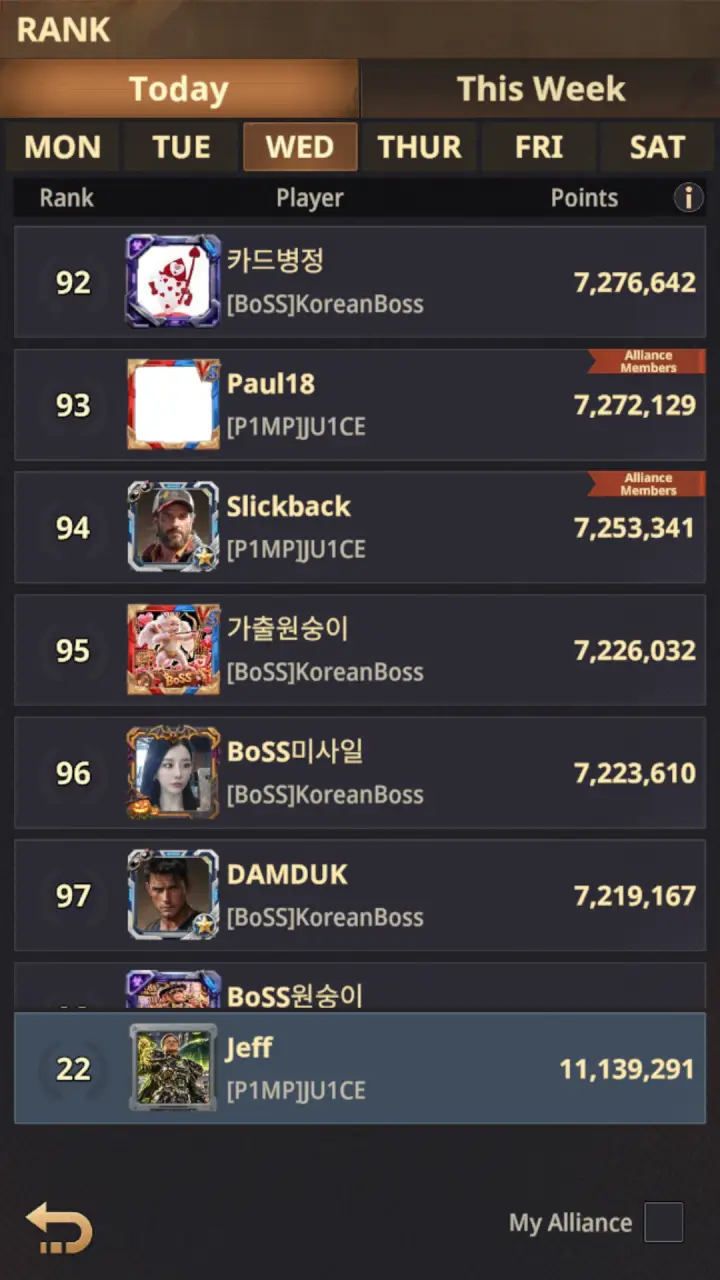 RANK
Today
This Week
MON
TUE
WED
THUR
FRI
SAT
Rank
Player
Points
i
92
카드병정
[BoSS]KoreanBoss
7,276,642
93
VS
Paul18
[P1MP]JU1CE
Alliance
Members
7,272,129
94
Slickback
[P1MP]JU1CE
Alliance
Members
7,253,341
95
VS
BoSS
가출원숭이
[BoSS]KoreanBoss
7,226,032
96
BoSS미사일
[BoSS]KoreanBoss
7,223,610
97
DAMDUK
[BoSS]KoreanBoss
7,219,167
BoSS원숭이
22
Jeff
[P1MP]JU1CE
11,139,291
My Alliance